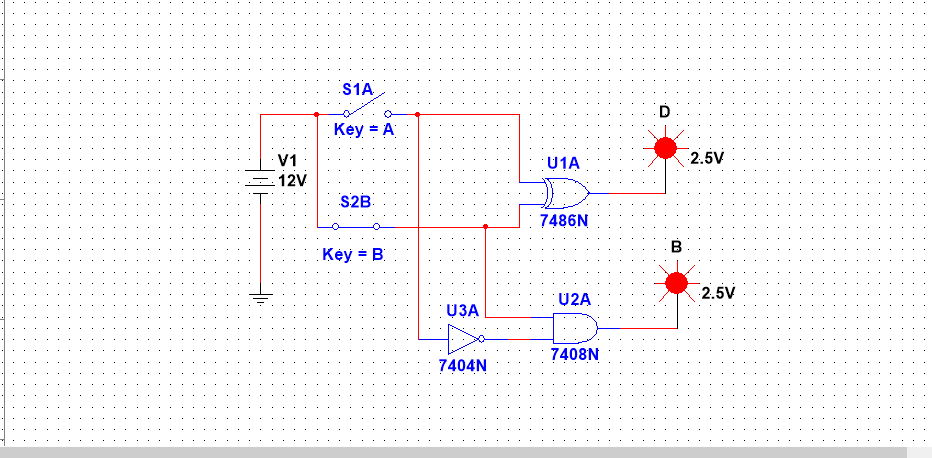 S1A
Key = A
D
V1
12V
2.5V
U1A
S2B
7486N
Key = B
B
2.5V
U3A
U2A
7404N
7408N